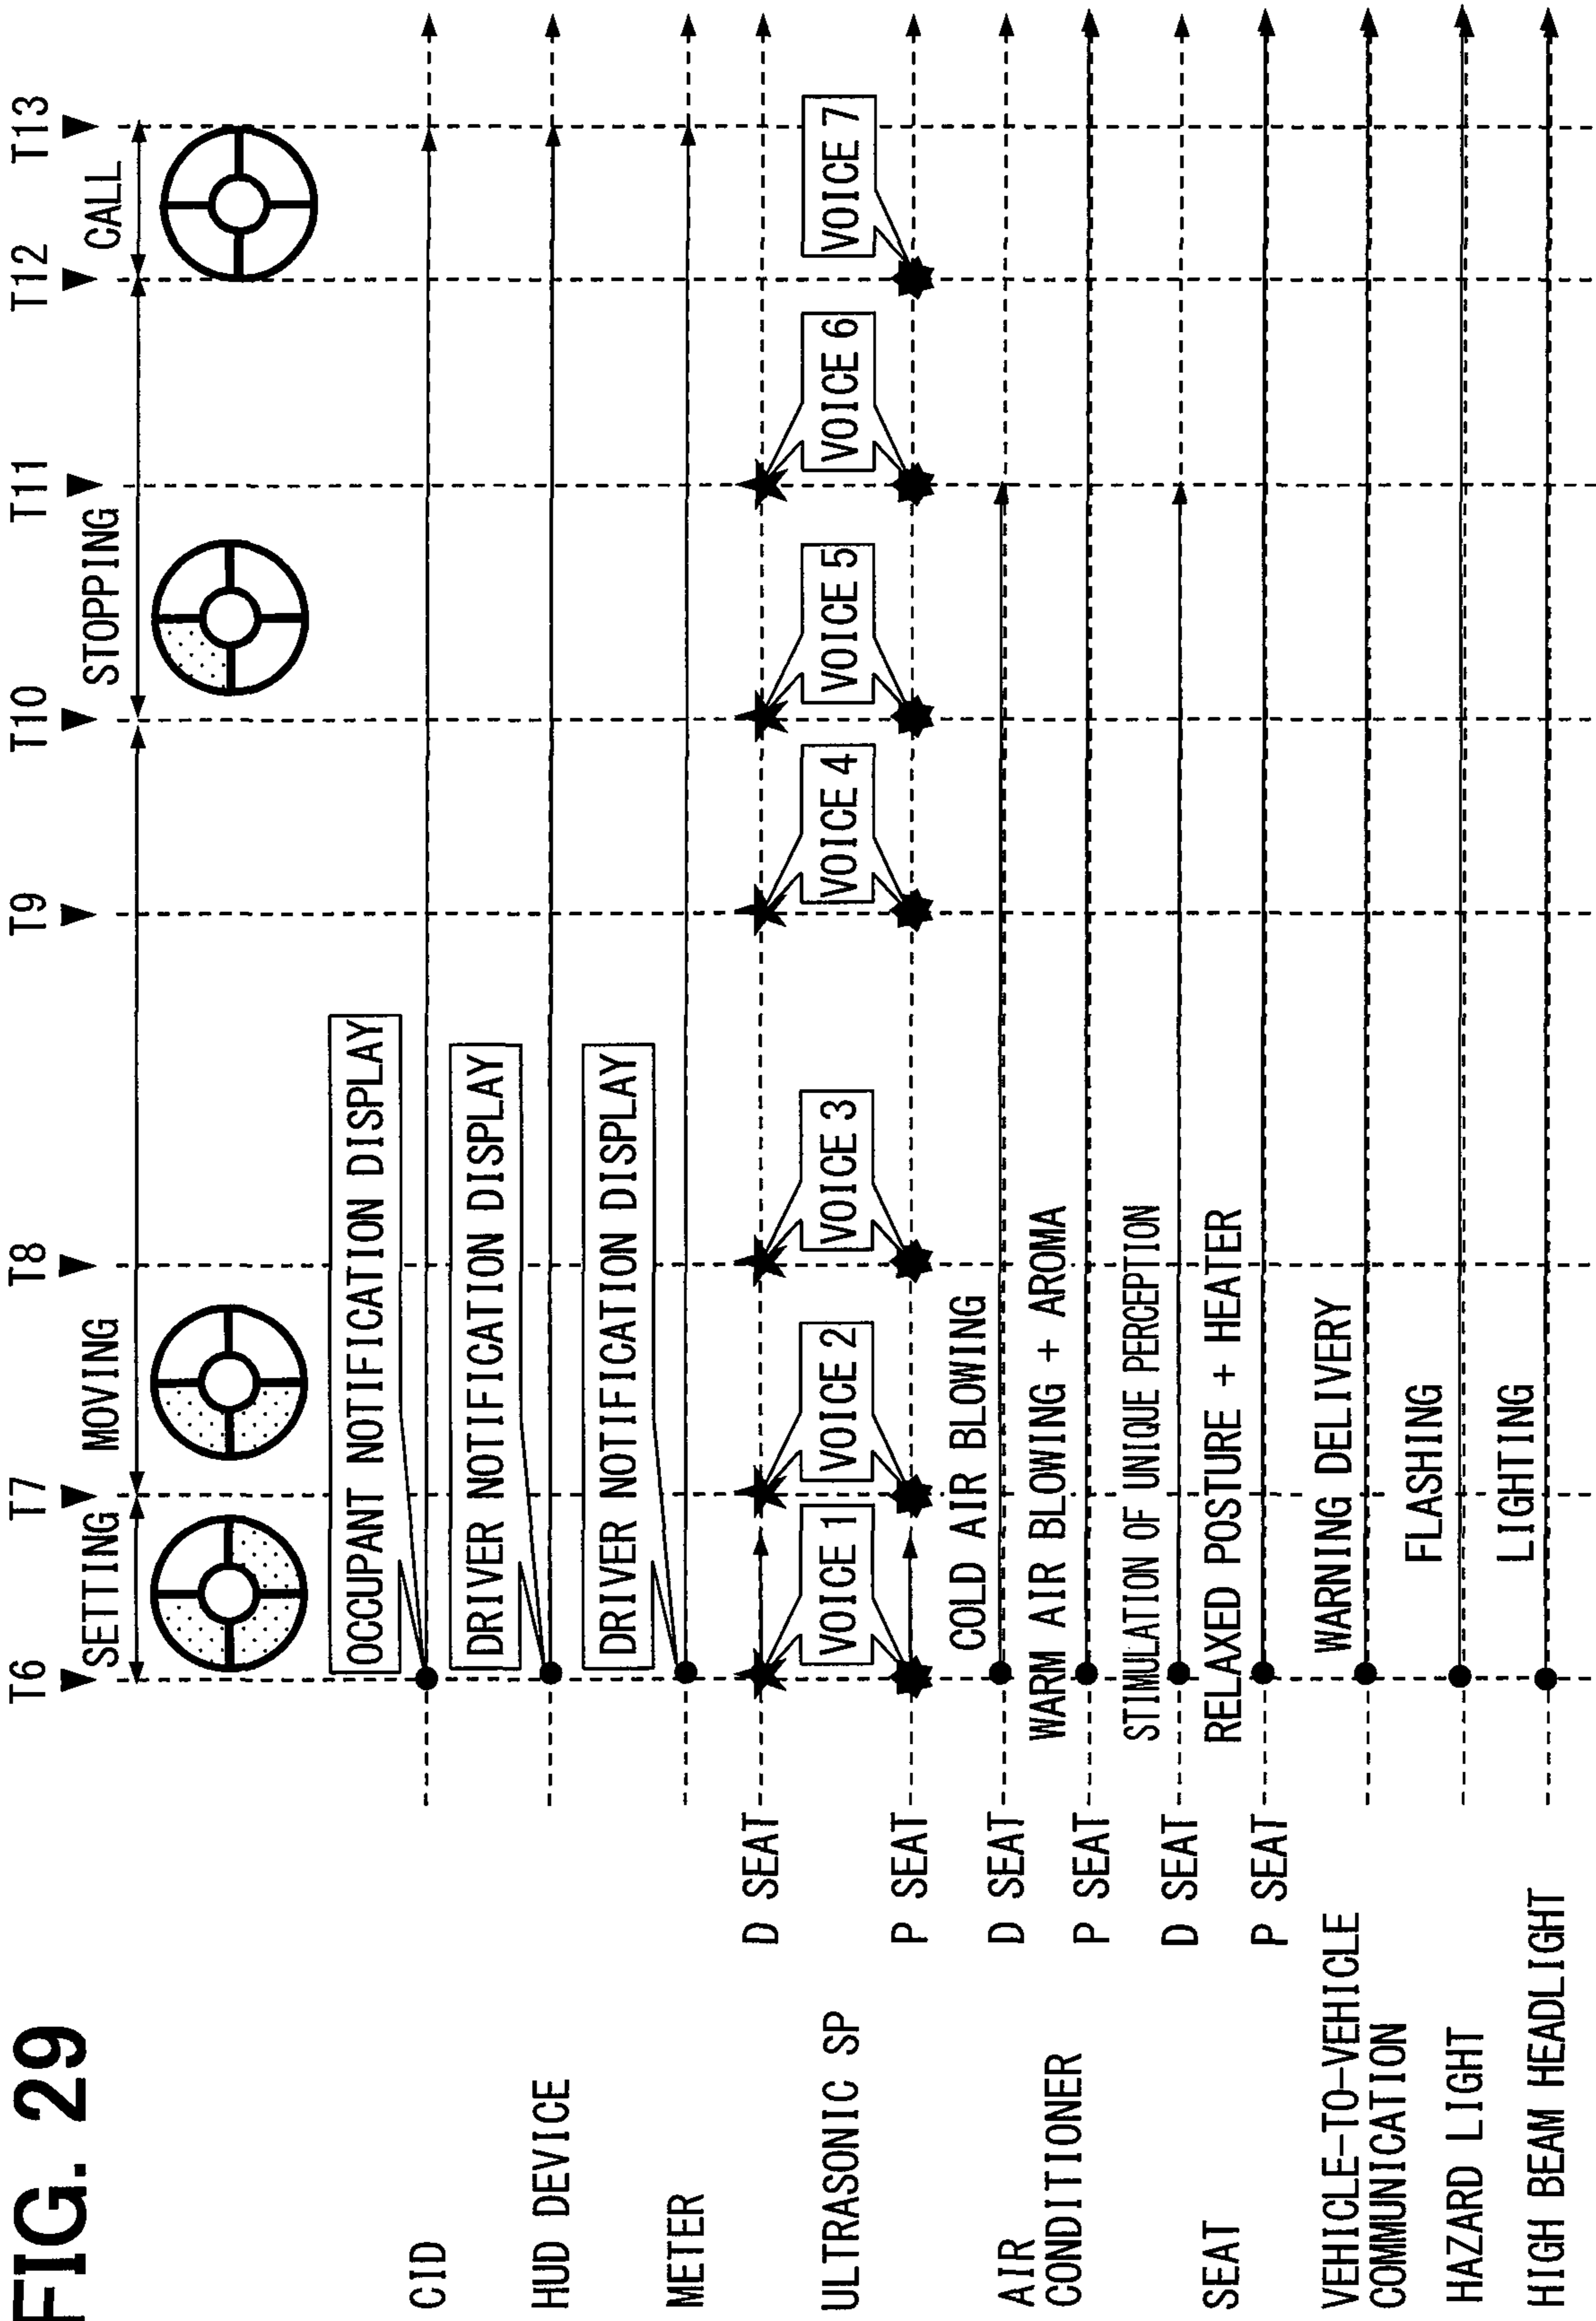 FIG. 29
T6
T7
T8
T9
T10
T11
T12
T13
SETTING
MOVING
STOPPING
CALL
CID
OCCUPANT NOTIFICATION DISPLAY
HUD DEVICE
DRIVER NOTIFICATION DISPLAY
METER
DRIVER NOTIFICATION DISPLAY
ULTRASONIC SP
D SEAT
P SEAT
VOICE 1
VOICE 2
VOICE 3
VOICE 4
VOICE 5
VOICE 6
VOICE 7
AIR
CONDITIONER
D SEAT
COLD AIR BLOWING
P SEAT
WARM AIR BLOWING + AROMA
SEAT
D SEAT
STIMULATION OF UNIQUE PERCEPTION
P SEAT
RELAXED POSTURE + HEATER
VEHICLE-TO-VEHICLE
COMMUNICATION
WARNING DELIVERY
HAZARD LIGHT
FLASHING
HIGH BEAM HEADLIGHT
LIGHTING